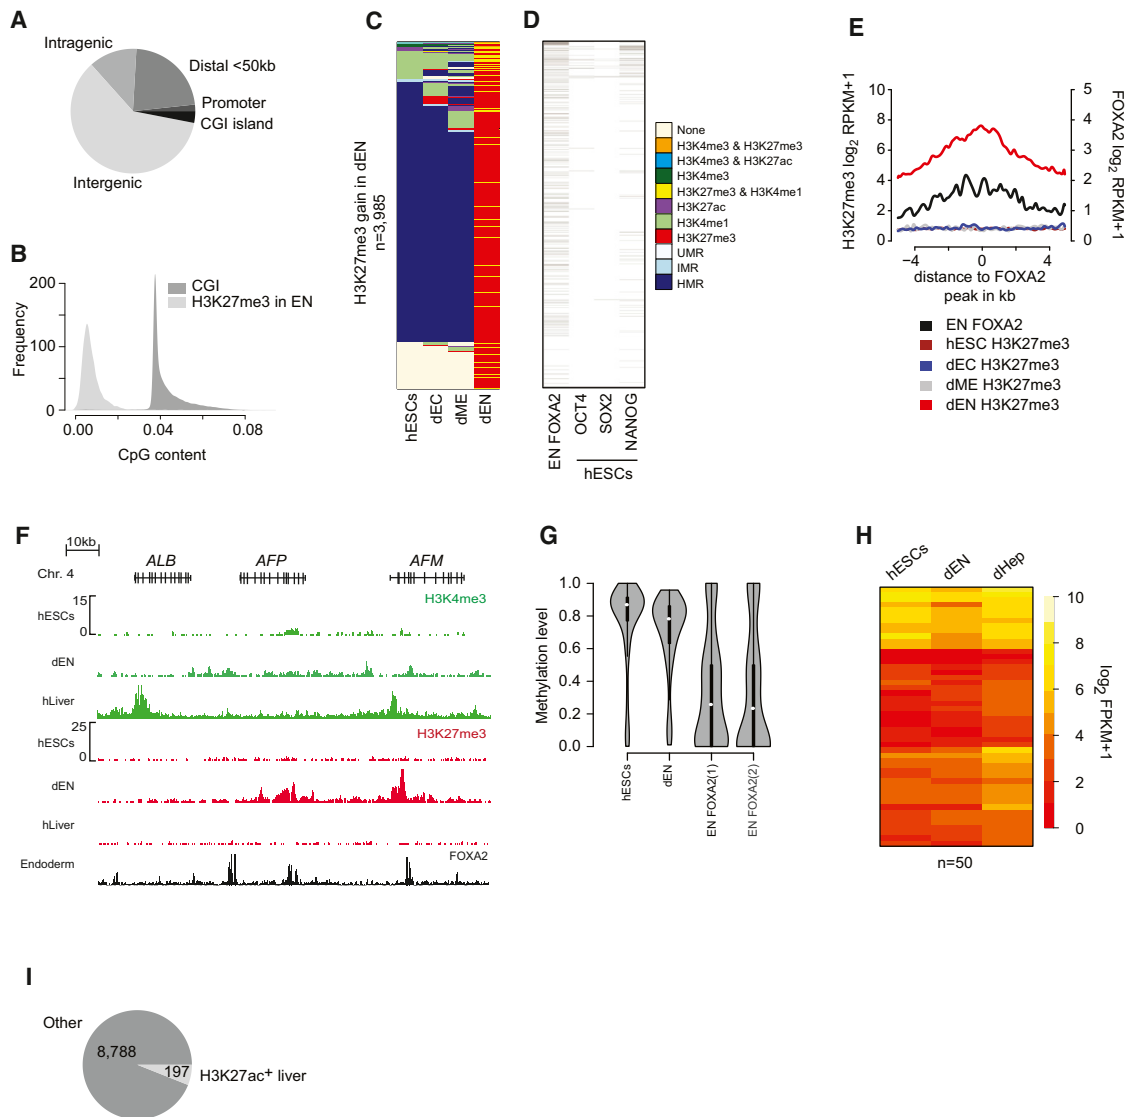 A
Intragenic
Distal <50kb
Promoter
CGI island
Intergenic
B
Frequency
200
100
0
CGI
H3K27me3 in EN
0.00
0.04
0.08
CpG content
C
H3K27me3 gain in dEN
n=3,985
hESCs
dEC
dME
dEN
D
EN FOXA2
OCT4
SOX2
NANOG
hESCs
None
H3K4me3 & H3K27me3
H3K4me3 & H3K27ac
H3K4me3
H3K27me3 & H3K4me1
H3K27ac
H3K4me1
H3K27me3
UMR
IMR
HMR
E
H3K27me3 log2 RPKM+1
10
8
6
4
2
0
FOXA2 log2 RPKM+1
5
4
3
2
1
0
−4
0
4
distance to FOXA2
peak in kb
EN FOXA2
hESC H3K27me3
dEC H3K27me3
dME H3K27me3
dEN H3K27me3
F
10kb
ALB
AFP
AFM
Chr. 4
15
0
hESCs
H3K4me3
dEN
hLiver
25
0
hESCs
H3K27me3
dEN
hLiver
Endoderm
FOXA2
G
Methylation level
1.0
0.8
0.6
0.4
0.2
0.0
hESCs
dEN
EN FOXA2(1)
EN FOXA2(2)
H
hESCs
dEN
dHep
n=50
10
8
6
4
2
0
log2 FPKM+1
I
Other
8,788
197
H3K27ac+ liver